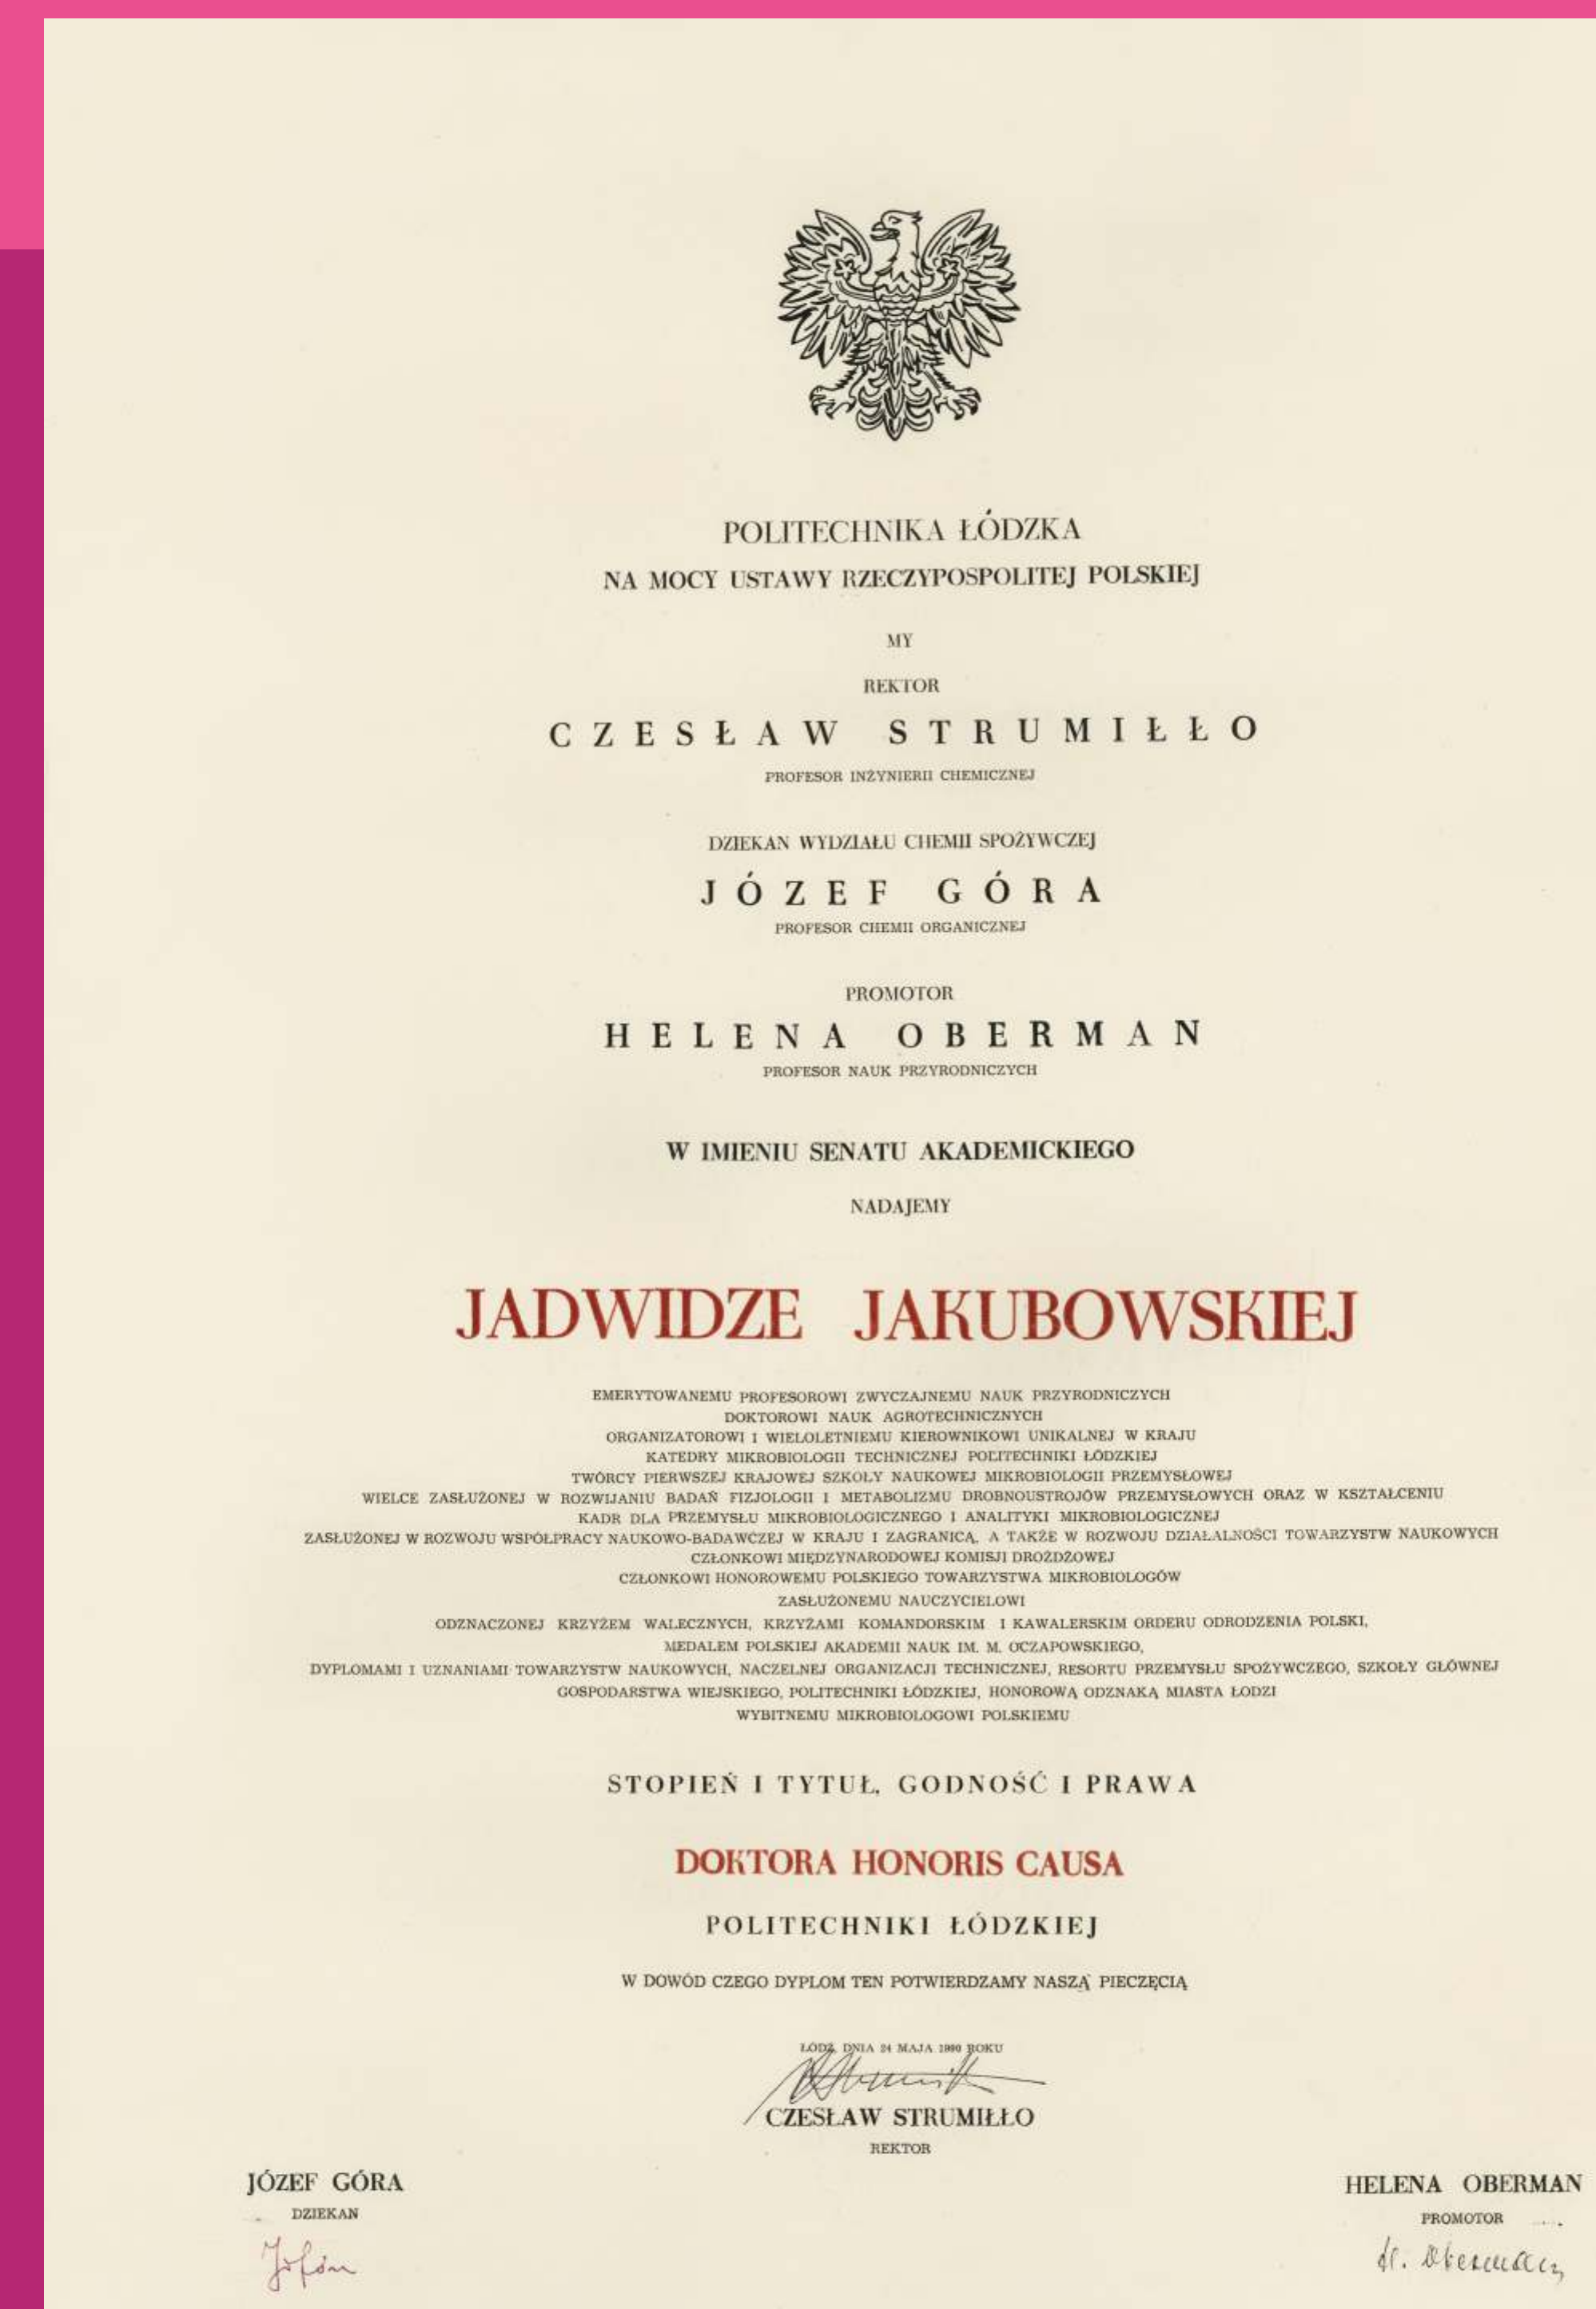 POLITECHNIKA ŁÓDZKA
NA MOCY USTAWY RZECZYPOSPOLITEJ POLSKIEJ
MY
REKTOR
CZESŁAW STRUMIŁŁO
PROFESOR INŻYNIERII CHEMICZNEJ
DZIEKAN WYDZIAŁU CHEMII SPOŻYWCZEJ
JÓZEF GÓRA
PROFESOR CHEMII ORGANICZNEJ
PROMOTOR
HELENA OBERMAN
PROFESOR NAUK PRZYRODNICZYCH
W IMIENIU SENATU AKADEMICKIEGO
NADAJEMY
JADWIDZE JAKUBOWSKIEJ
EMERYTOWANEMU PROFESOROWI ZWYCZAJNEMU NAUK PRZYRODNICZYCH
DOKTOROWI NAUK AGROTECHNICZNYCH
ORGANIZATOROWI I WIELOLETNIEMU KIEROWNIKOWI UNIKALNEJ W KRAJU
KATEDRY MIKROBIOLOGII TECHNICZNEJ POLITECHNIKI ŁÓDZKIEJ
TWÓRCY PIERWSZEJ KRAJOWEJ SZKOŁY NAUKOWEJ MIKROBIOLOGII PRZEMYSŁOWEJ
WIELCE ZASŁUŻONEJ W ROZWIJANIU BADAŃ FIZJOLOGII I METABOLIZMU DROBNOUSTROJÓW PRZEMYSŁOWYCH ORAZ W KSZTAŁCENIU
KADR DLA PRZEMYSŁU MIKROBIOLOGICZNEGO I ANALITYKI MIKROBIOLOGICZNEJ
ZASŁUŻONEJ W ROZWOJU WSPÓŁPRACY NAUKOWO-BADAWCZEJ W KRAJU I ZAGRANICĄ, A TAKŻE W ROZWOJU DZIAŁALNOŚCI TOWARZYSTW NAUKOWYCH
CZŁONKOWI MIĘDZYNARODOWEJ KOMISJI DROŻDŻOWEJ
CZŁONKOWI HONOROWEMU POLSKIEGO TOWARZYSTWA MIKROBIOLOGÓW
ZASŁUŻONEMU NAUCZYCIELOWI
ODZNACZONEJ KRZYŻEM WALECZNYCH, KRZYŻAMI KOMANDORSKIM I KAWALERSKIM ORDERU ODRODZENIA POLSKI,
MEDALEM POLSKIEJ AKADEMII NAUK IM. M. OCZAPOWSKIEGO,
DYPLOMAMI I UZNANIAMI TOWARZYSTW NAUKOWYCH, NACZELNEJ ORGANIZACJI TECHNICZNEJ, RESORTU PRZEMYSŁU SPOŻYWCZEGO, SZKOŁY GŁÓWNEJ
GOSPODARSTWA WIEJSKIEGO, POLITECHNIKI ŁÓDZKIEJ, HONOROWĄ ODZNAKĄ MIASTA ŁODZI
WYBITNEMU MIKROBIOLOGOWI POLSKIEMU
STOPIEŃ I TYTUŁ, GODNOŚĆ I PRAWA
DOKTORA HONORIS CAUSA
POLITECHNIKI ŁÓDZKIEJ
W DOWÓD CZEGO DYPLOM TEN POTWIERDZAMY NASZĄ PIECZĘCIĄ
ŁÓDŹ, DNIA 24 MAJA 1990 ROKU
CZESŁAW STRUMIŁŁO
REKTOR
JÓZEF GÓRA
DZIEKAN
HELENA OBERMAN
PROMOTOR
H. Oberman